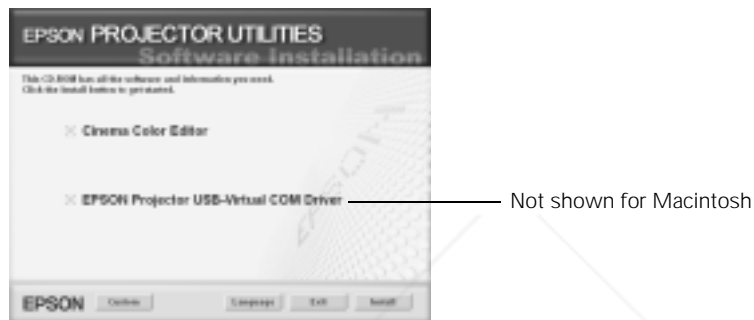 EPSON PROJECTOR UTILITIES
Software Installation
This CD-ROM has all the software and information you need.
Click the Install button to get started.
Cinema Color Editor
EPSON Projector USB-Virtual COM Driver
Not shown for Macintosh
EPSON
EPSON Custom Language Exit Install